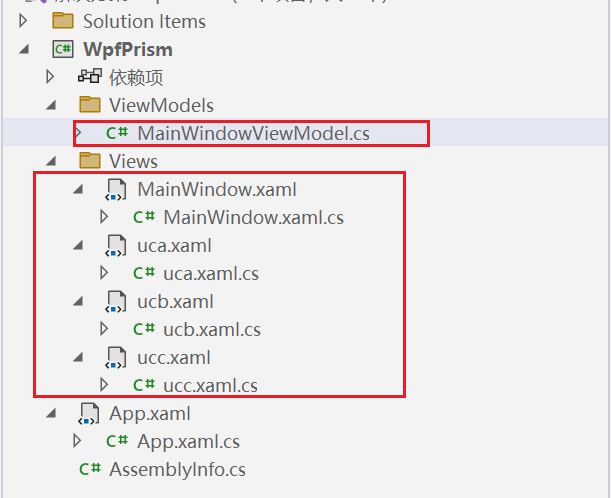 Solution Items
WpfPrism
依赖项
ViewModels
C# MainWindowViewModel.cs
Views
MainWindow.xaml
C# MainWindow.xaml.cs
uca.xaml
C# uca.xaml.cs
ucb.xaml
C# ucb.xaml.cs
ucc.xaml
C# ucc.xaml.cs
App.xaml
C# App.xaml.cs
C# AssemblyInfo.cs